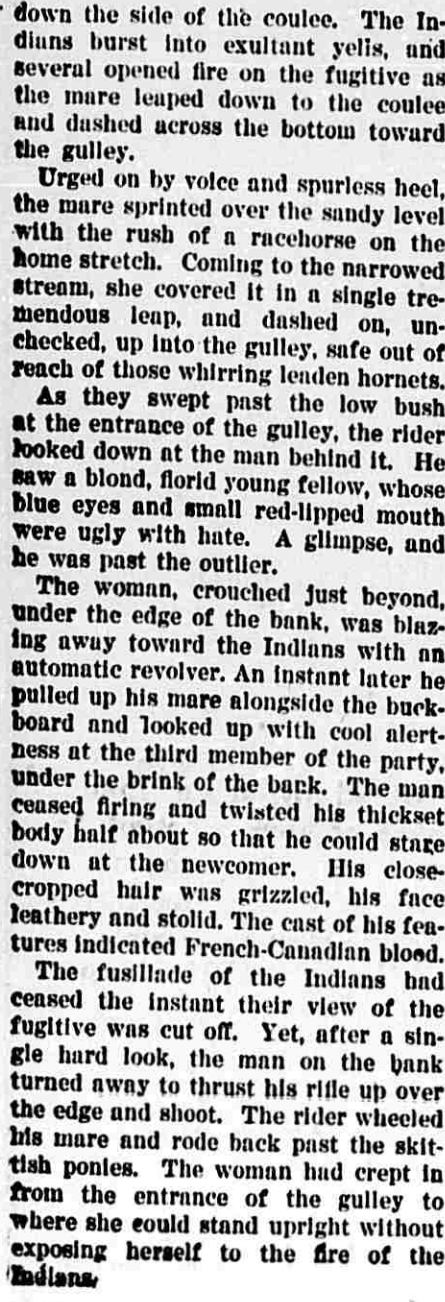 down the side of the coulee. The In-
dians burst into exultant yells, and
several opened fire on the fugitive as
the mare leaped down to the coulee
and dashed across the bottom toward
the gulley.
Urged on by voice and spurless heel,
the mare sprinted over the sandy level
with the rush of a racehorse on the
home stretch. Coming to the narrowed
stream, she covered it in a single tre-
mendous leap, and dashed on, un-
checked, up into the gulley, safe out of
reach of those whirring leaden hornets.
As they swept past the low bush
at the entrance of the gulley, the rider
looked down at the man behind it. He
saw a blond, florid young fellow, whose
blue eyes and small red-lipped mouth
were ugly with hate. A glimpse, and
he was past the outlier.
The woman, crouched just beyond,
under the edge of the bank, was blaz-
ing away toward the Indians with an
automatic revolver. An instant later he
pulled up his mare alongside the buck-
board and looked up with cool alert-
ness at the third member of the party,
under the brink of the bank. The man
ceased firing and twisted his thickset
body half about so that he could stare
down at the newcomer. His close-
cropped hair was grizzled, his face
leathery and stolid. The cast of his fea-
tures indicated French-Canadian blood.
The fusillade of the Indians had
ceased the instant their view of the
fugitive was cut off. Yet, after a sin-
gle hard look, the man on the bank
turned away to thrust his rifle up over
the edge and shoot. The rider wheeled
his mare and rode back past the skit-
tish ponies. The woman had crept in
from the entrance of the gulley to
where she could stand upright without
exposing herself to the fire of the
Indians.